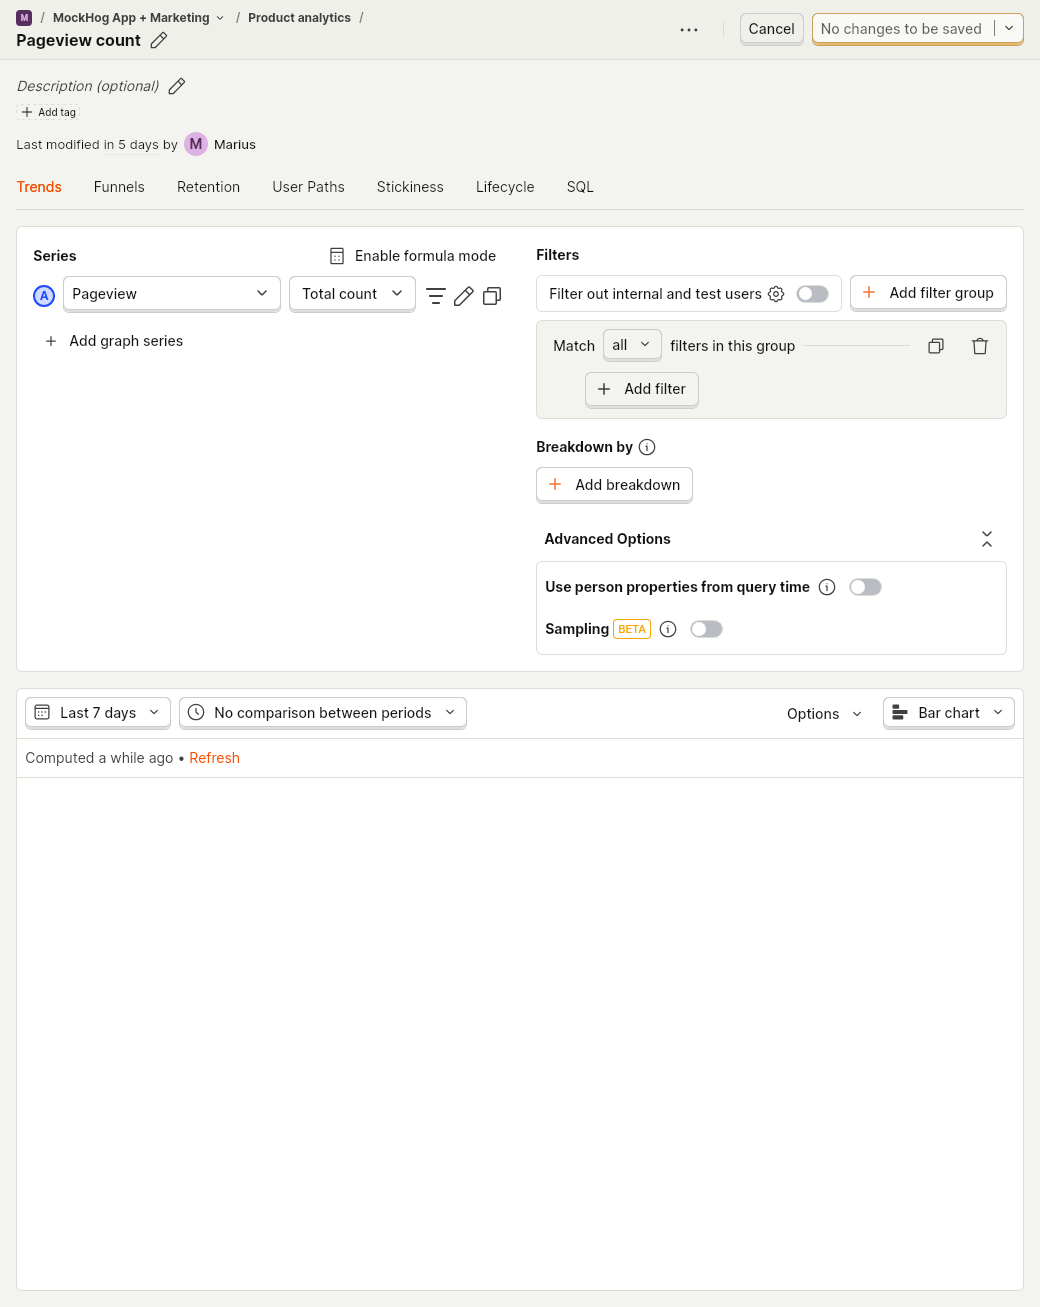 M / MockHog App + Marketing / Product analytics /
Pageview count
Cancel
No changes to be saved
Description (optional)
Add tag
Last modified in 5 days by M Marius
Trends Funnels Retention User Paths Stickiness Lifecycle SQL
Series
Enable formula mode
A Pageview Total count
Add graph series
Filters
Filter out internal and test users
Add filter group
Match all filters in this group
Add filter
Breakdown by
Add breakdown
Advanced Options
Use person properties from query time
Sampling BETA
Last 7 days No comparison between periods Options Bar chart
Computed a while ago • Refresh